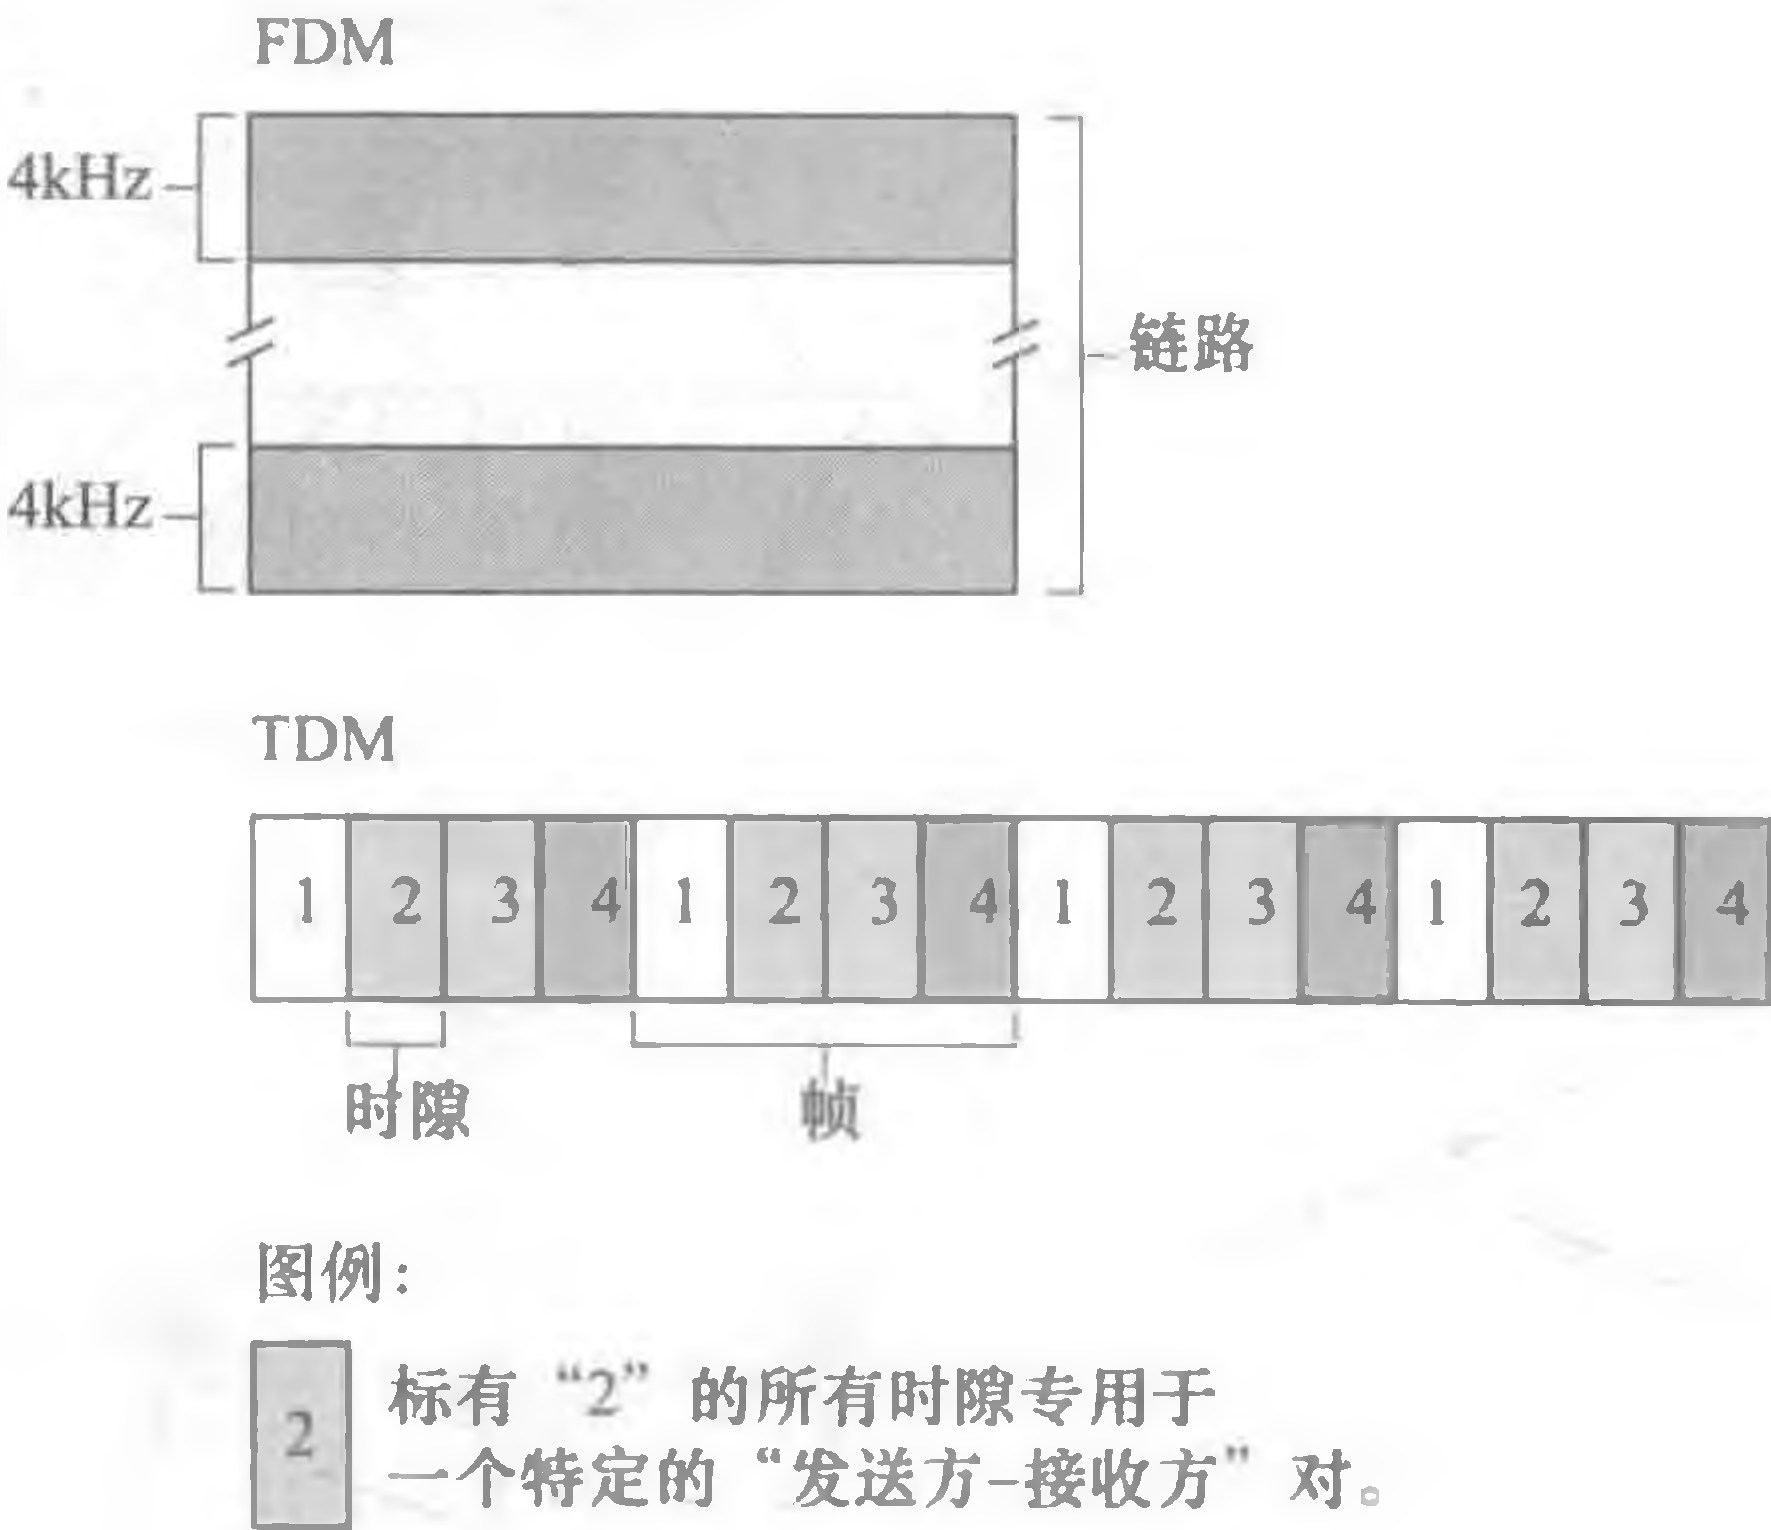 FDM
4kHz
链路
4kHz
TDM
1 2 3 4 1 2 3 4 1 2 3 4 1 2 3 4
时隙 帧
图例：
2 标有“2”的所有时隙专用于
一个特定的“发送方-接收方”对。